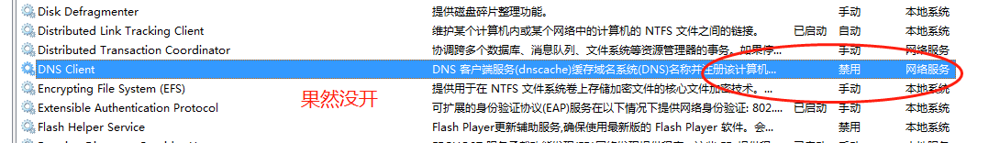 Disk Defragmenter 提供磁盘碎片整理功能。 手动 本地系统
Distributed Link Tracking Client 维护某个计算机内或某个网络中的计算机的 NTFS 文件之间的链接。 已启动 自动 本地系统
Distributed Transaction Coordinator 协调跨多个数据库、消息队列、文件系统等资源管理器的事务。如果停... 手动 网络服务
DNS Client DNS 客户端服务(dnscache)缓存域名系统(DNS)名称并注册该计算机... 禁用 网络服务
Encrypting File System (EFS) 提供用于在 NTFS 文件系统卷上存储加密文件的核心文件加密技术。... 手动 本地系统
果然没开
Extensible Authentication Protocol 可扩展的身份验证协议(EAP)服务在以下情况下提供网络身份验证: 802.... 已启动 手动 本地系统
Flash Helper Service Flash Player更新辅助服务,确保使用最新版的 Flash Player 软件。会... 禁用 本地系统